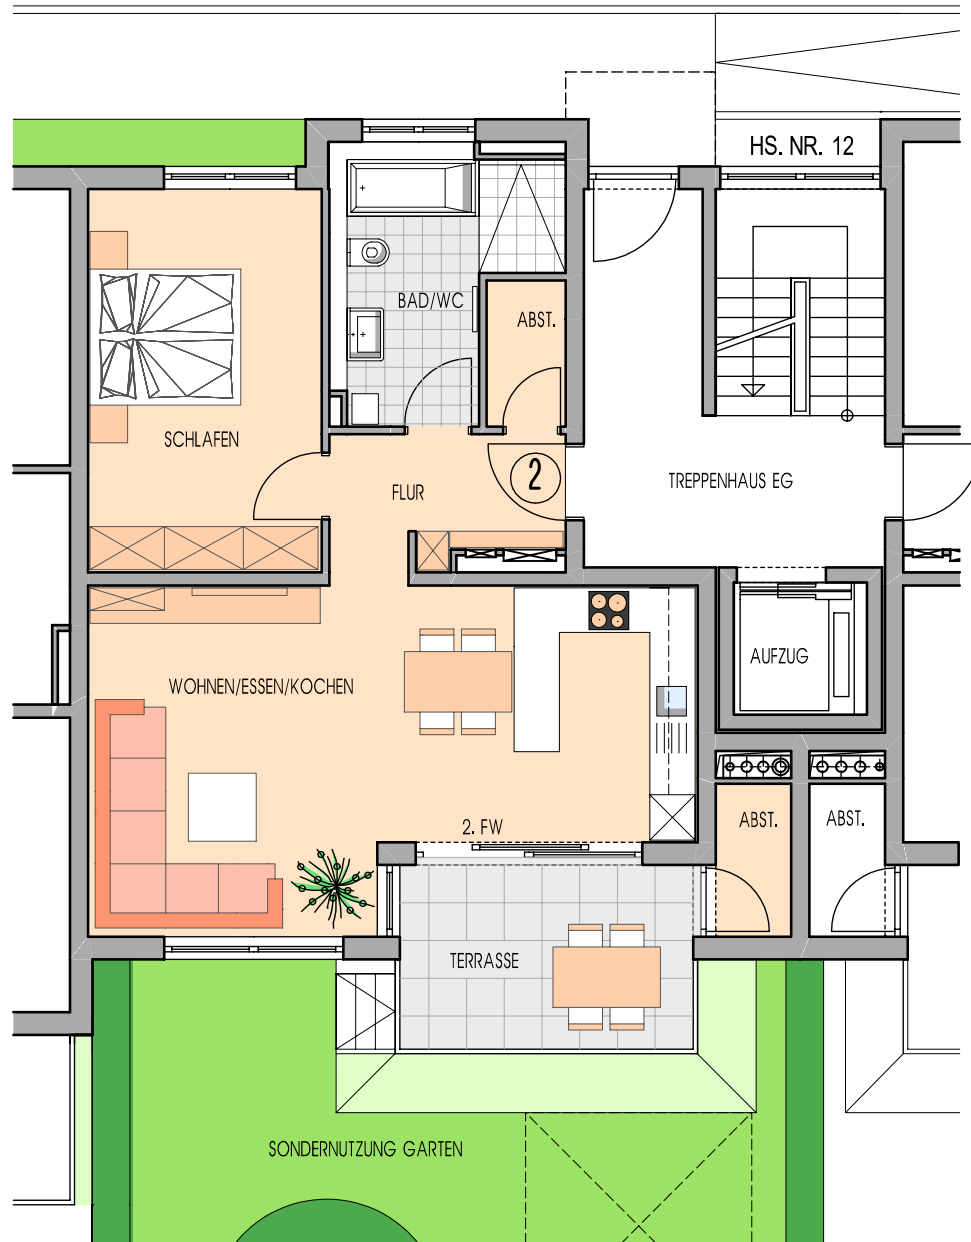 HS. NR. 12
BAD/WC
ABST.
SCHLAFEN
FLUR
2
TREPPENHAUS EG
AUFZUG
WOHNEN/ESSEN/KOCHEN
2. FW
ABST.
ABST.
TERRASSE
SONDERNUTZUNG GARTEN